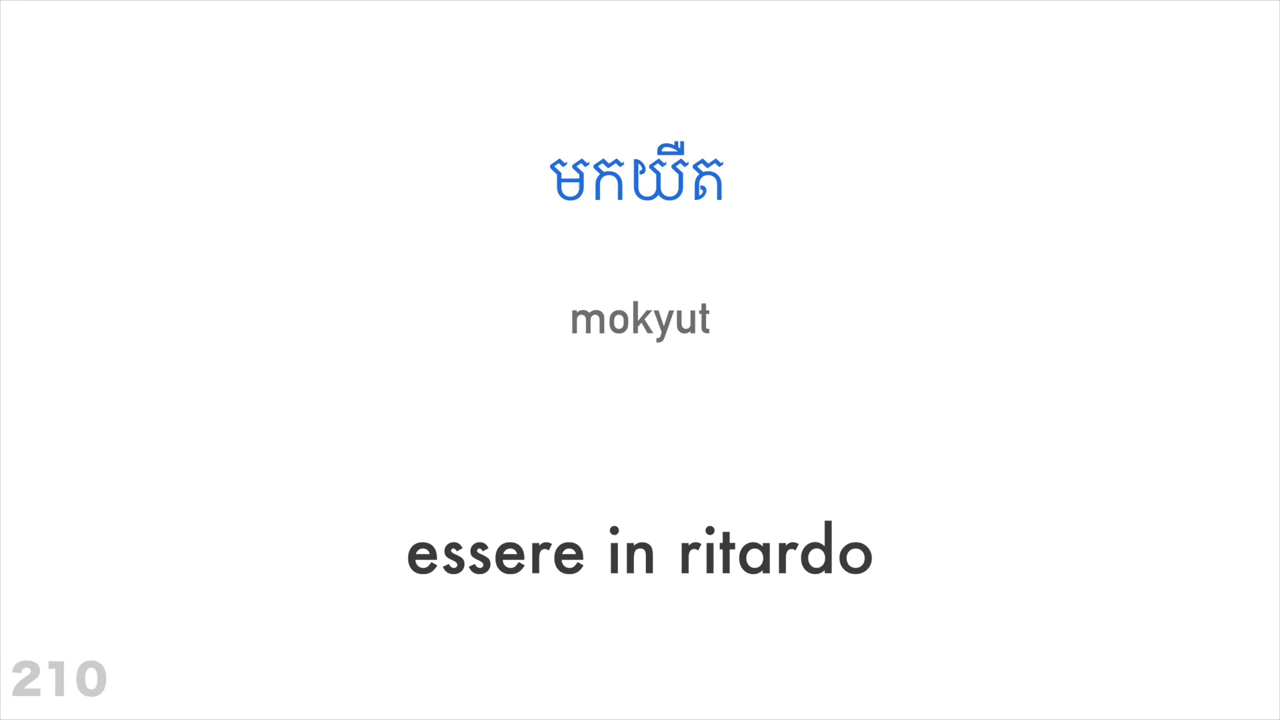 មកយឺត
mokyut
essere in ritardo
210